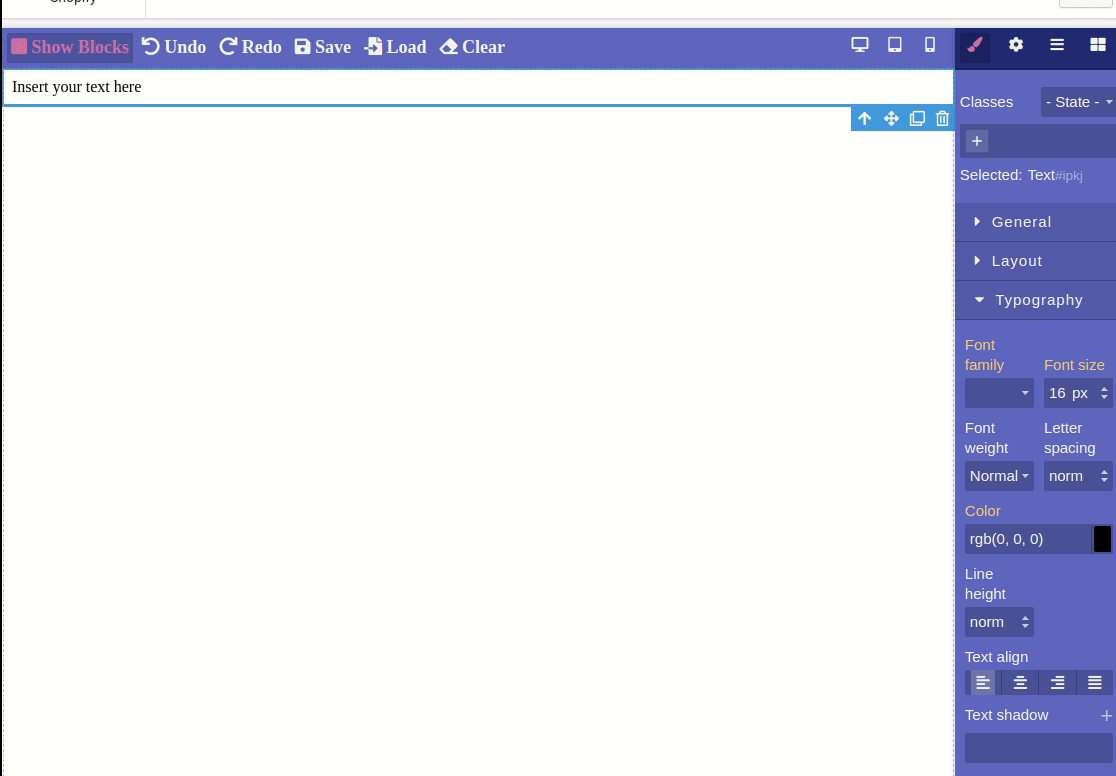 Show Blocks Undo Redo Save Load Clear
Insert your text here
Classes - State -
+
Selected: Text#ipkj
General
Layout
Typography
Font family Font size
16 px
Font weight Letter spacing
Normal norm
Color
rgb(0, 0, 0)
Line height
norm
Text align
Text shadow +